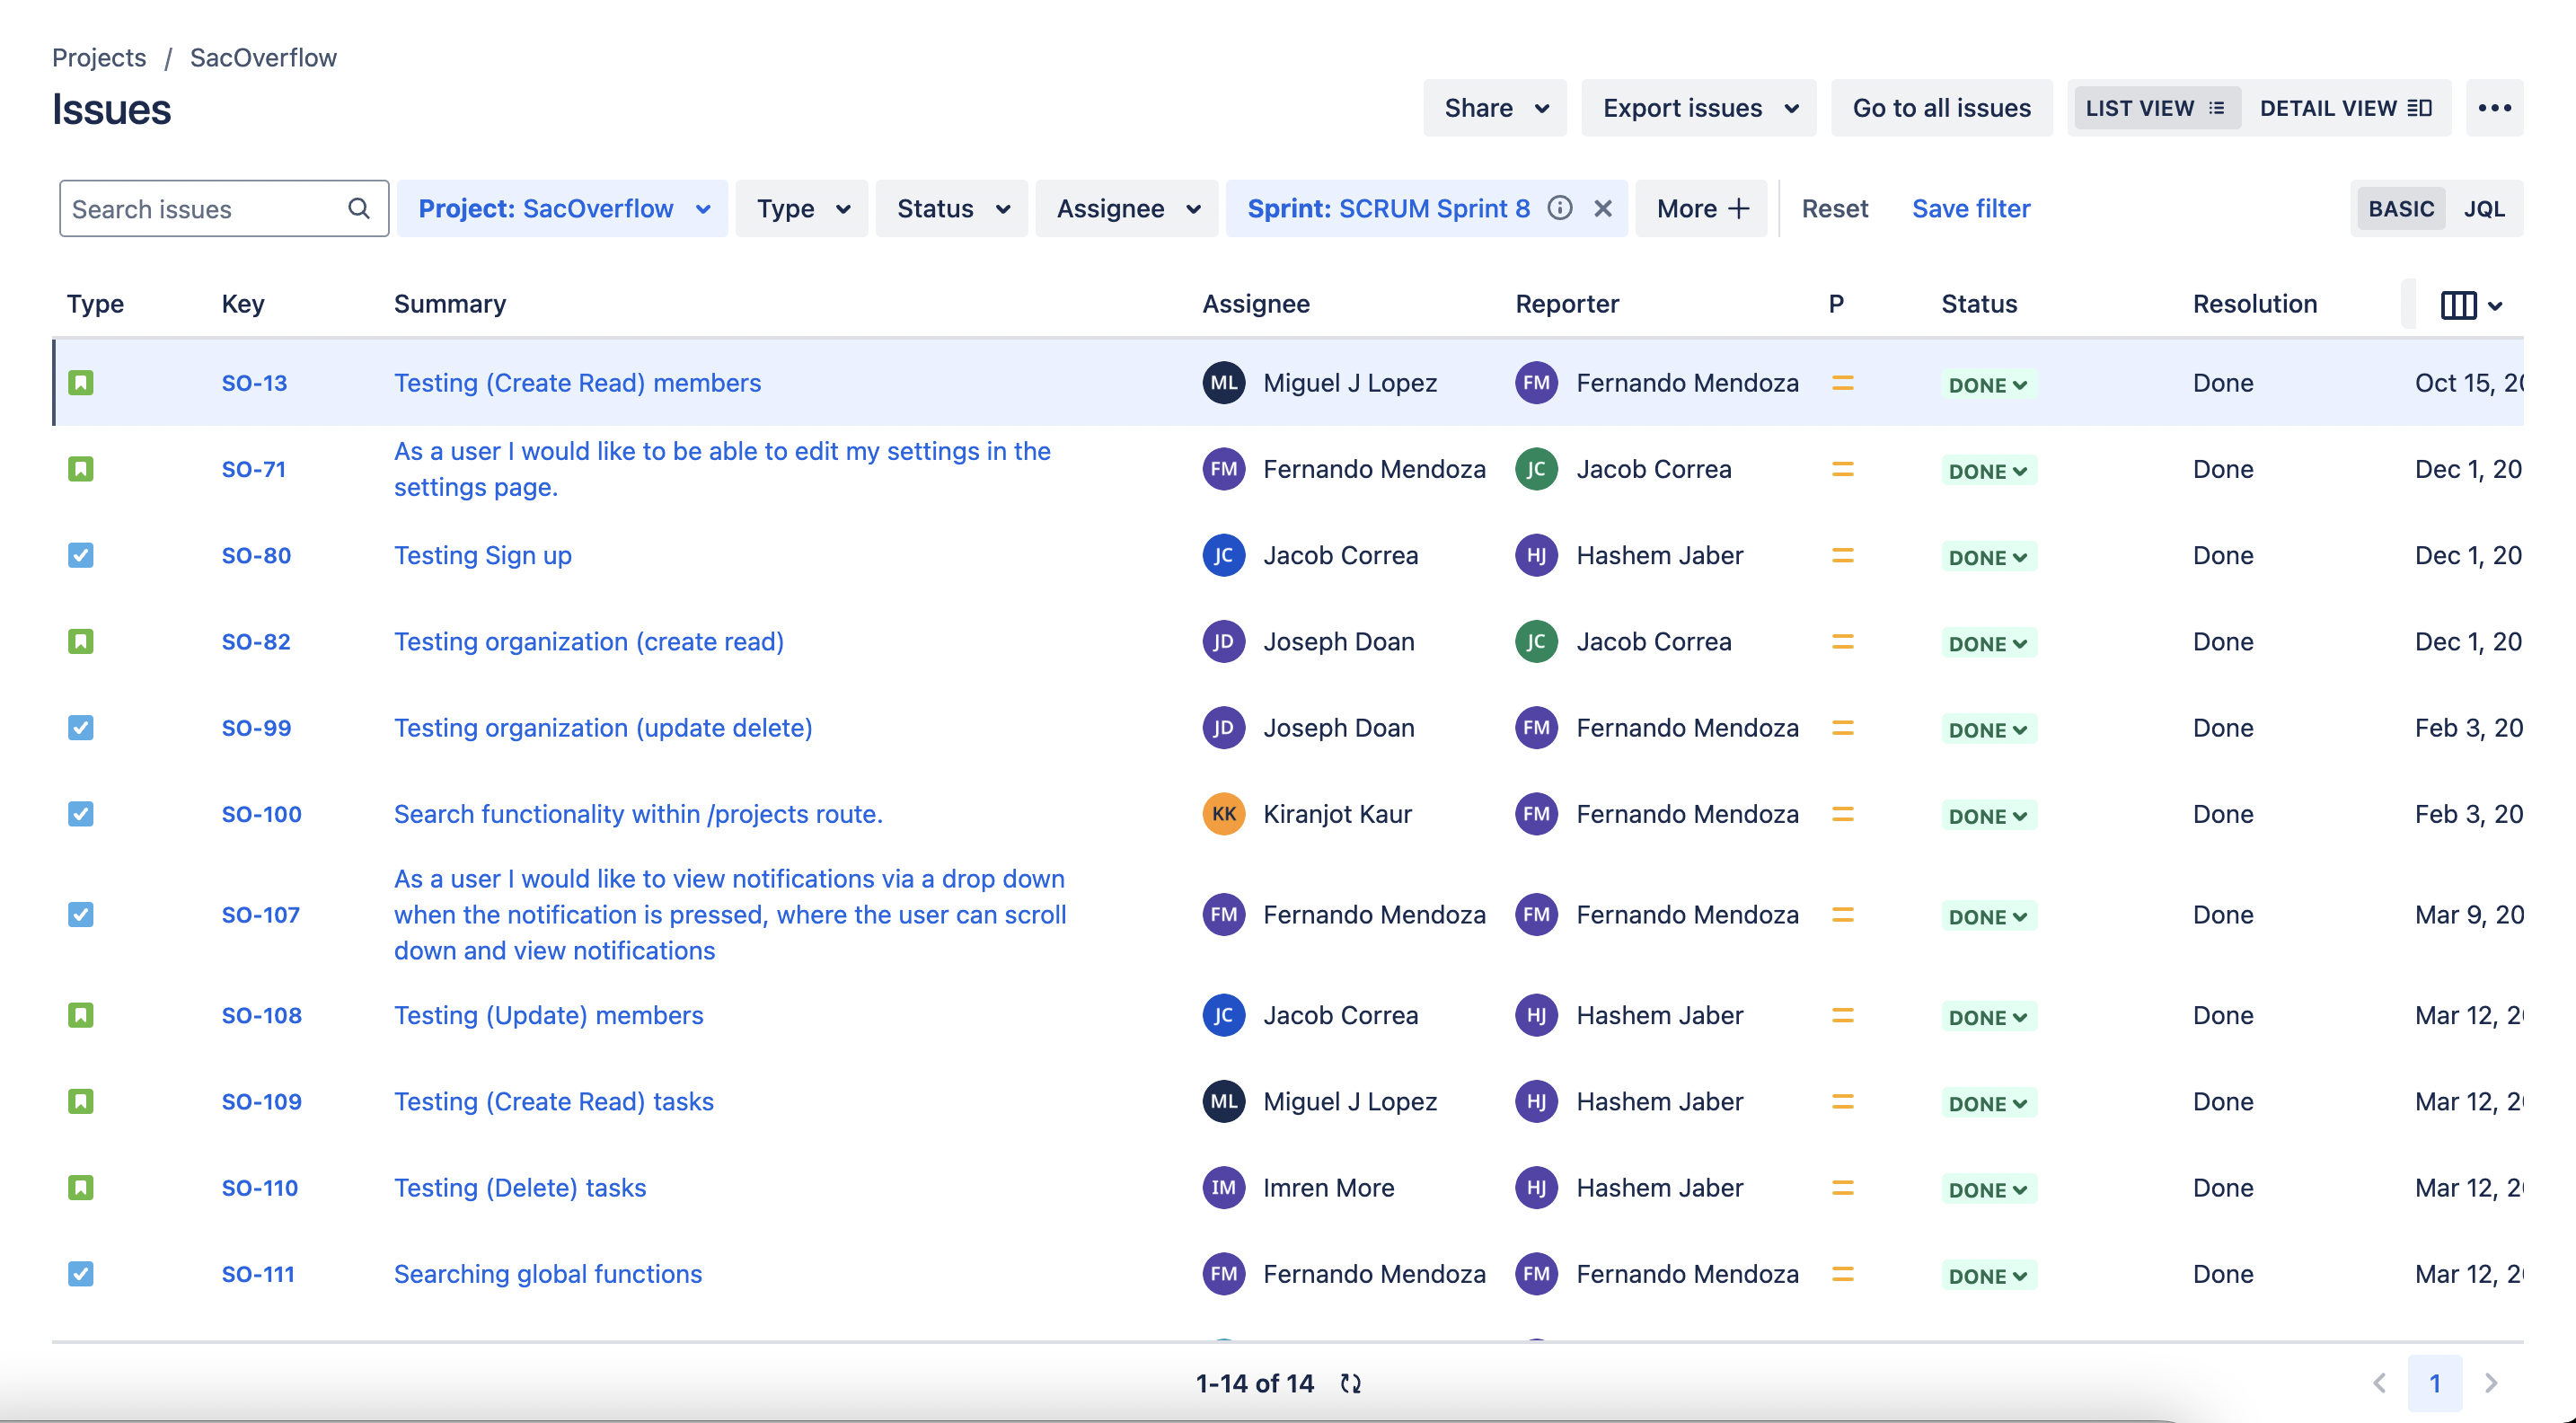 Projects / SacOverflow
Issues
Share
Export issues
Go to all issues
LIST VIEW
DETAIL VIEW
Search issues
Project: SacOverflow
Type
Status
Assignee
Sprint: SCRUM Sprint 8
More
Reset
Save filter
BASIC
JQL
Type Key Summary Assignee Reporter P Status Resolution
SO-13 Testing (Create Read) members ML Miguel J Lopez FM Fernando Mendoza DONE Done Oct 15,
SO-71 As a user I would like to be able to edit my settings in the
settings page. FM Fernando Mendoza JC Jacob Correa DONE Done Dec 1, 20
SO-80 Testing Sign up JC Jacob Correa HJ Hashem Jaber DONE Done Dec 1, 20
SO-82 Testing organization (create read) JD Joseph Doan JC Jacob Correa DONE Done Dec 1, 20
SO-99 Testing organization (update delete) JD Joseph Doan FM Fernando Mendoza DONE Done Feb 3, 20
SO-100 Search functionality within /projects route. KK Kiranjot Kaur FM Fernando Mendoza DONE Done Feb 3, 20
SO-107 As a user I would like to view notifications via a drop down
when the notification is pressed, where the user can scroll
down and view notifications FM Fernando Mendoza FM Fernando Mendoza DONE Done Mar 9, 20
SO-108 Testing (Update) members JC Jacob Correa HJ Hashem Jaber DONE Done Mar 12,
SO-109 Testing (Create Read) tasks ML Miguel J Lopez HJ Hashem Jaber DONE Done Mar 12,
SO-110 Testing (Delete) tasks IM Imren More HJ Hashem Jaber DONE Done Mar 12,
SO-111 Searching global functions FM Fernando Mendoza FM Fernando Mendoza DONE Done Mar 12,
1-14 of 14
1